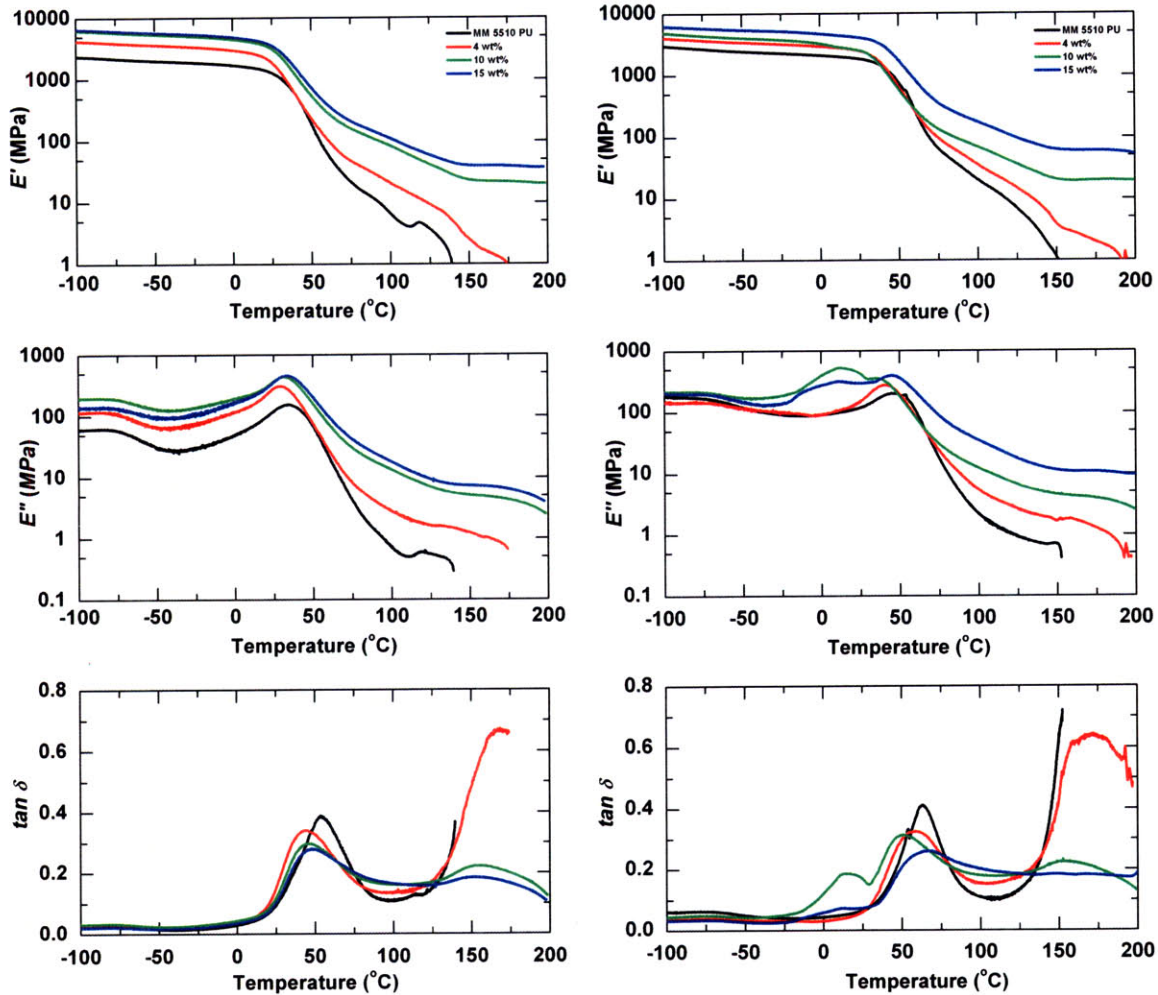 10000
1000
100
10
1
E' (MPa)
MM 5510 PU
4 wt%
10 wt%
15 wt%
-100 -50 0 50 100 150 200
Temperature (°C)
10000
1000
100
10
1
E' (MPa)
MM 5510 PU
4 wt%
10 wt%
15 wt%
-100 -50 0 50 100 150 200
Temperature (°C)
1000
100
10
1
0.1
E" (MPa)
-100 -50 0 50 100 150 200
Temperature (°C)
1000
100
10
1
0.1
E" (MPa)
-100 -50 0 50 100 150 200
Temperature (°C)
0.8
0.6
0.4
0.2
0.0
tan δ
-100 -50 0 50 100 150 200
Temperature (°C)
0.8
0.6
0.4
0.2
0.0
tan δ
-100 -50 0 50 100 150 200
Temperature (°C)